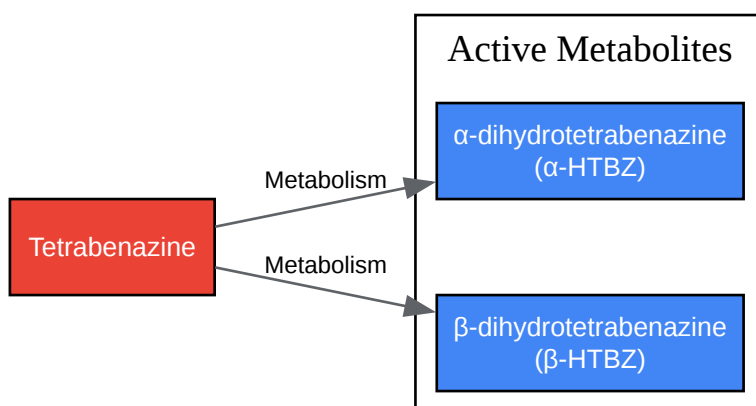 Active Metabolites
α-dihydrotetrabenazine
(α-HTBZ)
Metabolism
Tetrabenazine
Metabolism
β-dihydrotetrabenazine
(β-HTBZ)